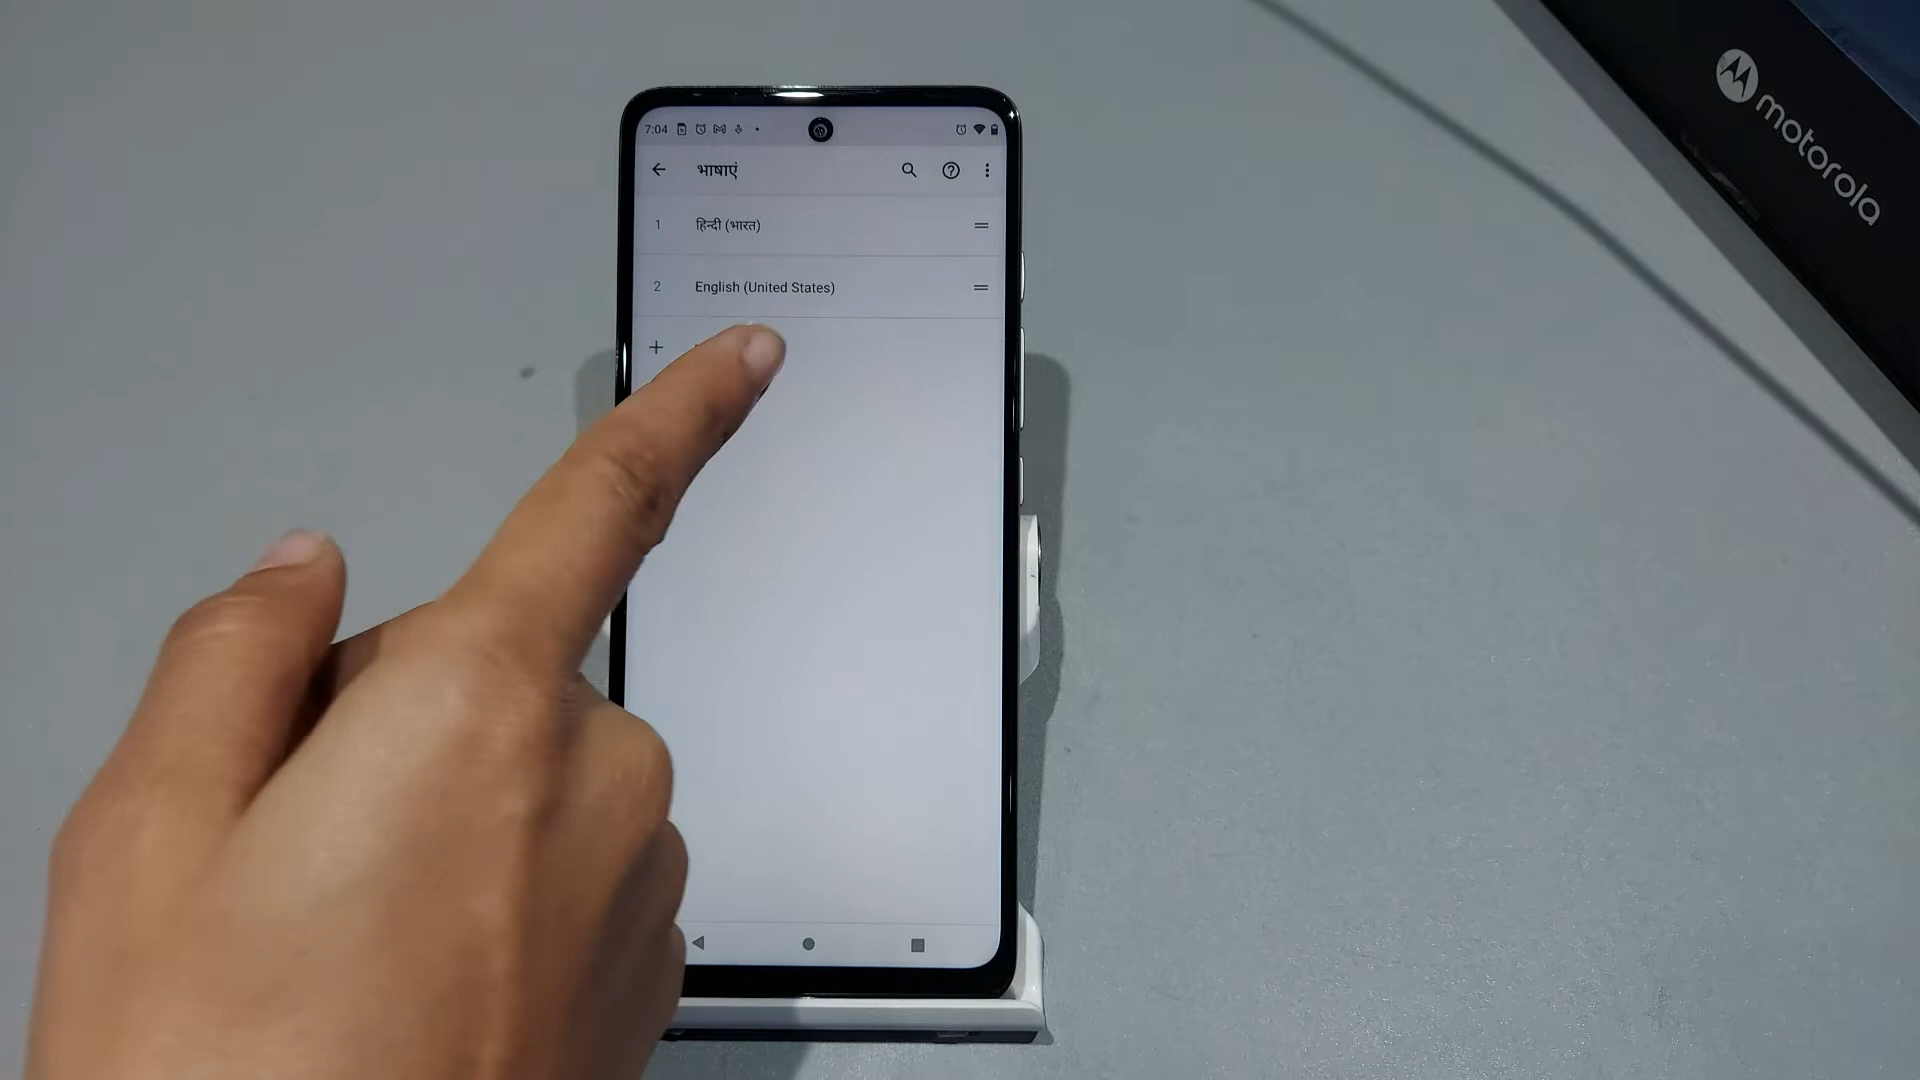 7:04
भाषाएं
1 हिन्दी (भारत)
2 English (United States)
motorola